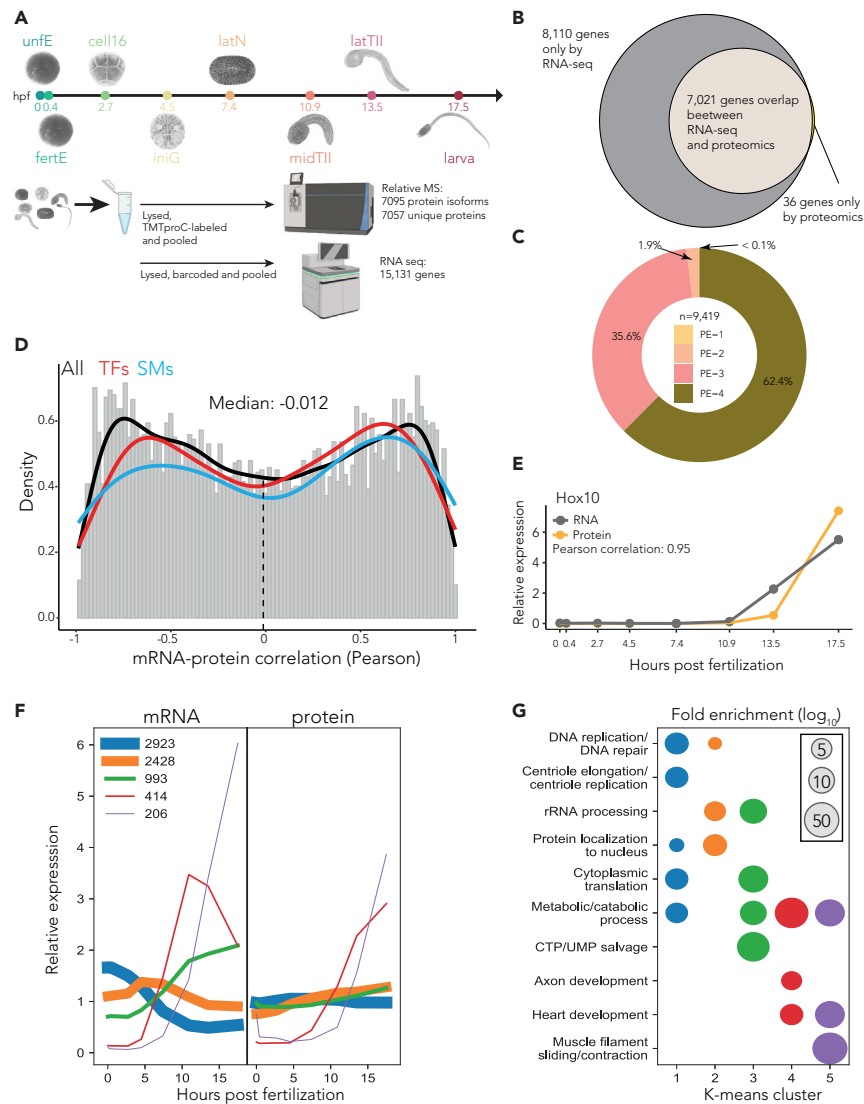 A
unfE
cell16
latN
latTII
hpf
0 0.4
2.7
4.5
7.4
10.9
13.5
17.5
fertE
iniG
midTII
larva
Lysed,
TMTproC-labeled
and pooled
Relative MS:
7095 protein isoforms
7057 unique proteins
Lysed, barcoded and pooled
RNA seq:
15,131 genes
B
8,110 genes
only by
RNA-seq
7,021 genes overlap
beetween
RNA-seq
and proteomics
36 genes only
by proteomics
C
1.9%
< 0.1%
35.6%
62.4%
n=9,419
PE-1
PE-2
PE-3
PE-4
D
All TFs SMs
Median: -0.012
Density
0.6
0.4
0.2
0.0
-1
-0.5
0
0.5
1
mRNA-protein correlation (Pearson)
E
Hox10
RNA
Protein
Pearson correlation: 0.95
Relative expresssion
6
4
2
0
0 0.4 2.7 4.5 7.4 10.9 13.5 17.5
Hours post fertilization
F
mRNA
protein
2923
2428
993
414
206
Relative expresssion
6
5
4
3
2
1
0
0 5 10 15 0 5 10 15
Hours post fertilization
G
Fold enrichment (log10)
5
10
50
DNA replication/
DNA repair
Centriole elongation/
centriole replication
rRNA processing
Protein localization
to nucleus
Cytoplasmic
translation
Metabolic/catabolic
process
CTP/UMP salvage
Axon development
Heart development
Muscle filament
sliding/contraction
1 2 3 4 5
K-means cluster